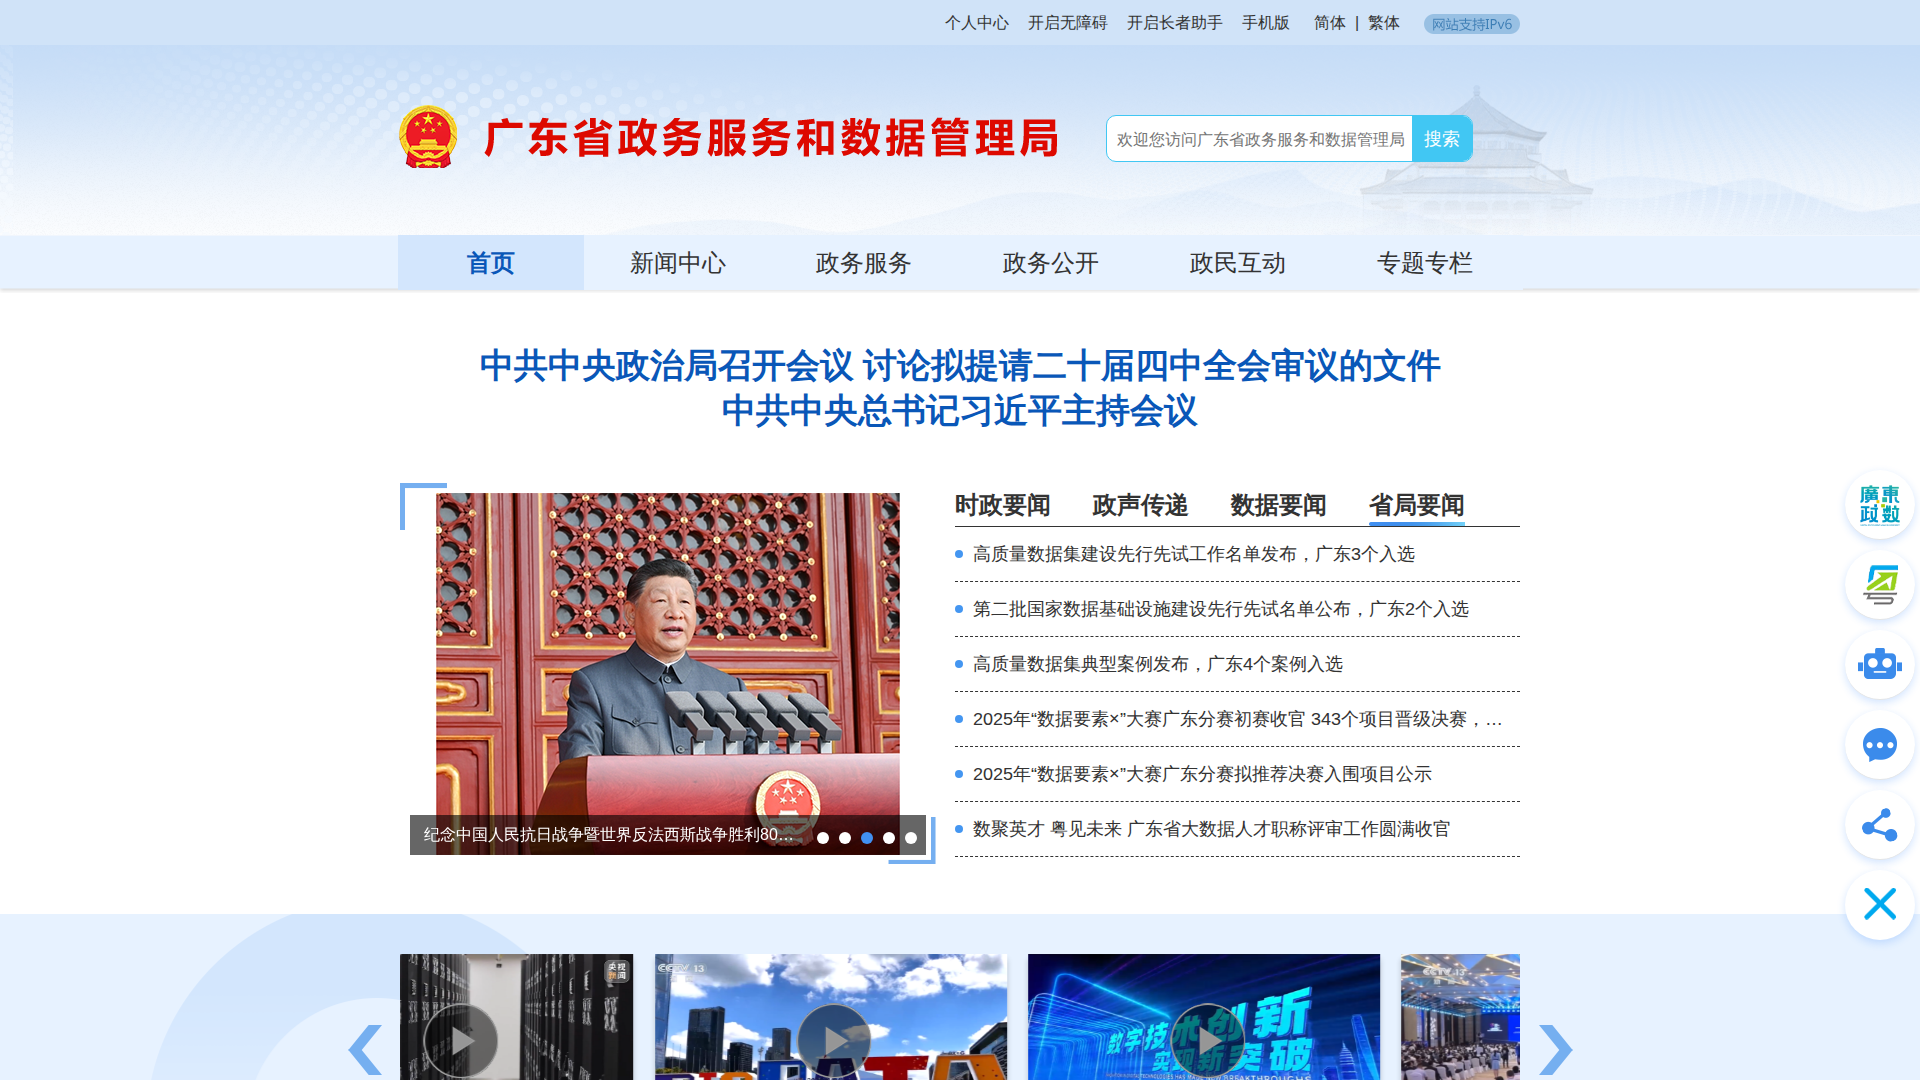 个人中心 开启无障碍 开启长者助手 手机版 简体 | 繁体 网站支持IPv6
广东省政务服务和数据管理局
欢迎您访问广东省政务服务和数据管理局 搜索
首页 新闻中心 政务服务 政务公开 政民互动 专题专栏
中共中央政治局召开会议 讨论拟提请二十届四中全会审议的文件
中共中央总书记习近平主持会议
时政要闻 政声传递 数据要闻 省局要闻
高质量数据集建设先行先试工作名单发布，广东3个入选
第二批国家数据基础设施建设先行先试名单公布，广东2个入选
高质量数据集典型案例发布，广东4个案例入选
2025年“数据要素×”大赛广东分赛初赛收官 343个项目晋级决赛，…
2025年“数据要素×”大赛广东分赛拟推荐决赛入围项目公示
数聚英才 粤见未来 广东省大数据人才职称评审工作圆满收官
纪念中国人民抗日战争暨世界反法西斯战争胜利80…
廣東
政数
央视
新闻
CCTV 13
DATA
数字技术创新
实现新突破
CCTV 13